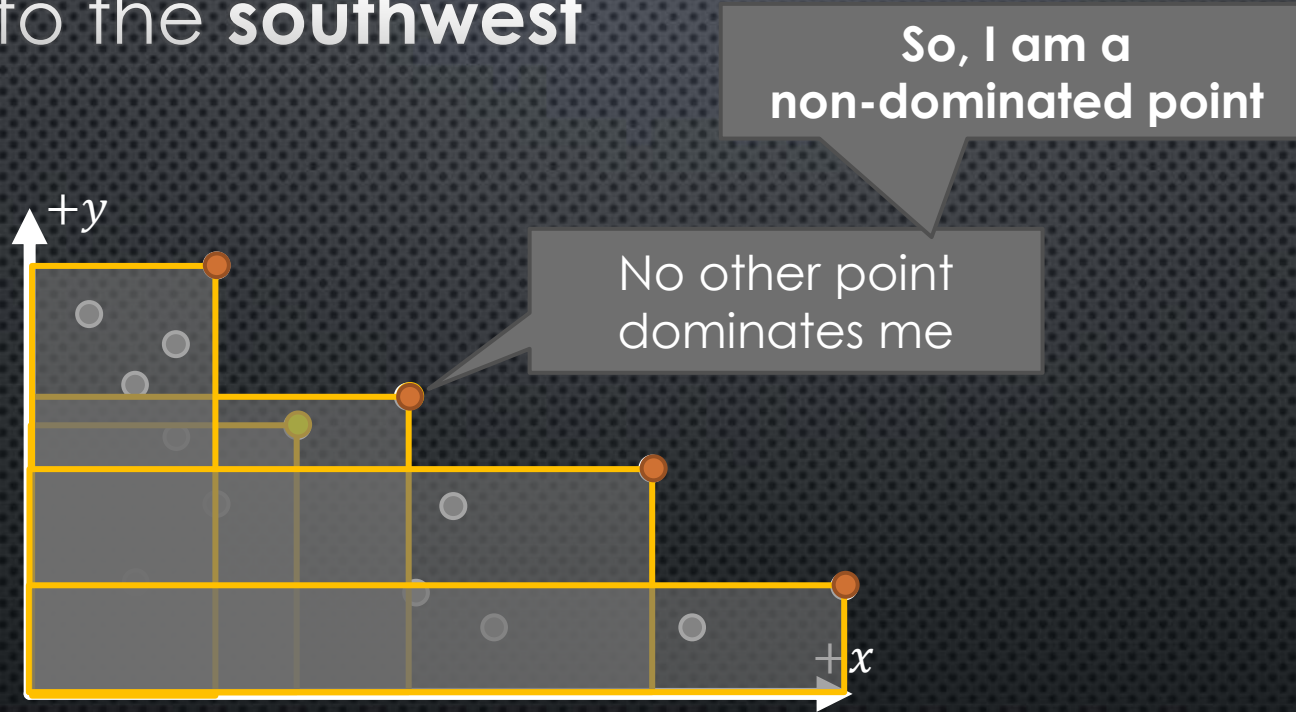 to the southwest
So, I am a
non-dominated point
+y
No other point
dominates me
+x